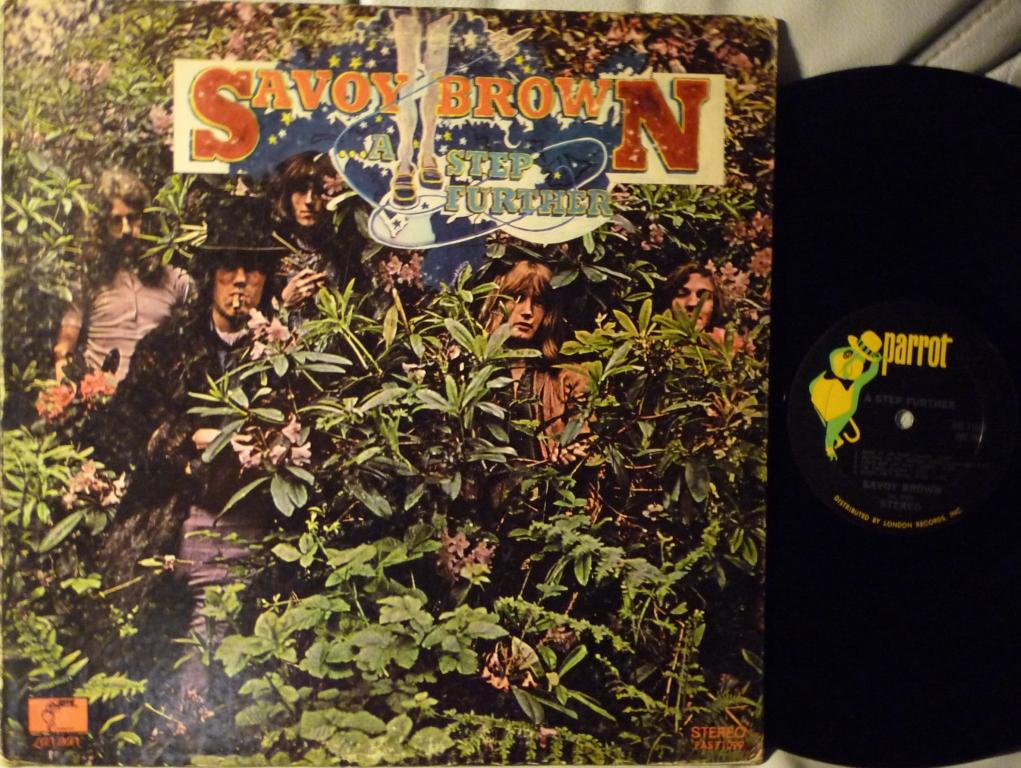 SAVOY BROWN
...A STEP
FURTHER
STEREO
parrot
A STEP FURTHER
SAVOY BROWN
STEREO
DISTRIBUTED BY LONDON RECORDS, INC.